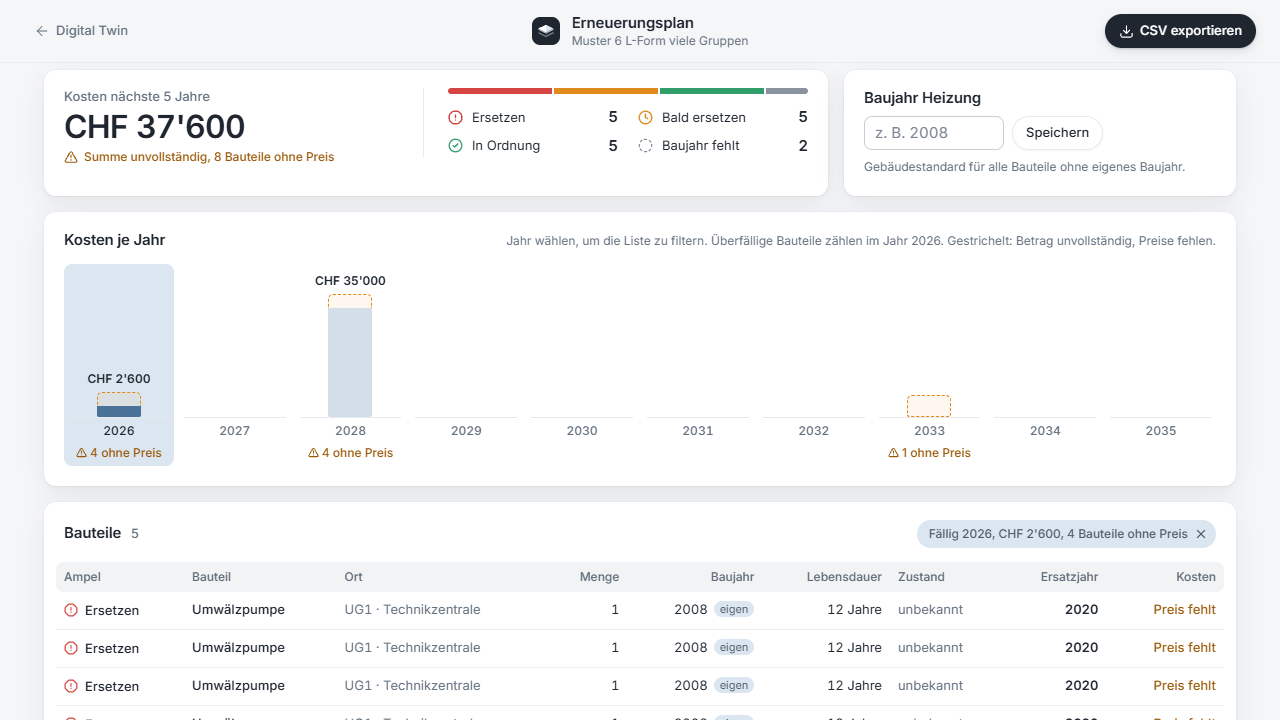 Digital Twin
Erneuerungsplan
Muster 6 L-Form viele Gruppen
CSV exportieren
Kosten nächste 5 Jahre
CHF 37'600
Summe unvollständig, 8 Bauteile ohne Preis
Ersetzen 5
Bald ersetzen 5
In Ordnung 5
Baujahr fehlt 2
Baujahr Heizung
z. B. 2008
Speichern
Gebäudestandard für alle Bauteile ohne eigenes Baujahr.
Kosten je Jahr
Jahr wählen, um die Liste zu filtern. Überfällige Bauteile zählen im Jahr 2026. Gestrichelt: Betrag unvollständig, Preise fehlen.
CHF 35'000
CHF 2'600
2026 2027 2028 2029 2030 2031 2032 2033 2034 2035
4 ohne Preis 4 ohne Preis 1 ohne Preis
Bauteile 5
Fällig 2026, CHF 2'600, 4 Bauteile ohne Preis
Ampel Bauteil Ort Menge Baujahr Lebensdauer Zustand Ersatzjahr Kosten
Ersetzen Umwälzpumpe UG1 · Technikzentrale 1 2008 eigen 12 Jahre unbekannt 2020 Preis fehlt
Ersetzen Umwälzpumpe UG1 · Technikzentrale 1 2008 eigen 12 Jahre unbekannt 2020 Preis fehlt
Ersetzen Umwälzpumpe UG1 · Technikzentrale 1 2008 eigen 12 Jahre unbekannt 2020 Preis fehlt